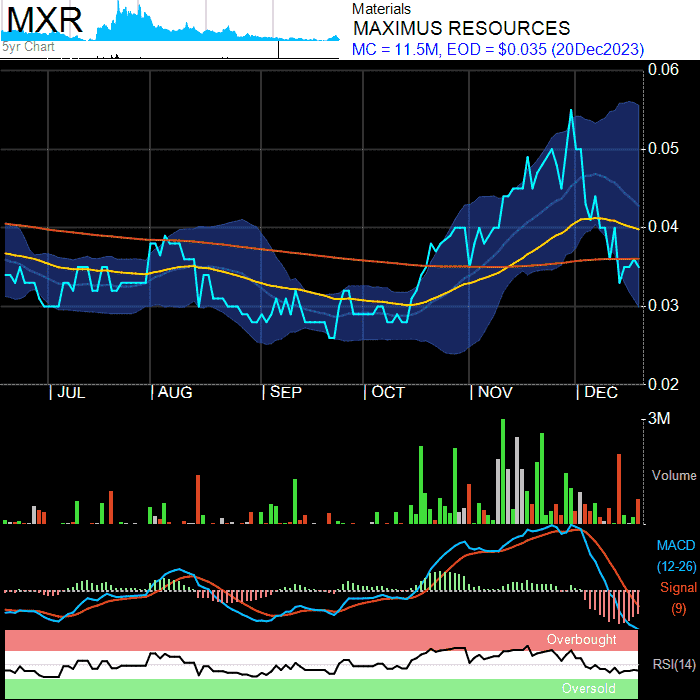 MXR
5yr Chart
Materials
MAXIMUS RESOURCES
MC = 11.5M, EOD = $0.035 (20Dec2023)
0.06
0.05
0.04
0.03
0.02
| JUL | AUG | SEP | OCT | NOV | DEC
3M
Volume
MACD
(12-26)
Signal
(9)
Overbought
RSI(14)
Oversold